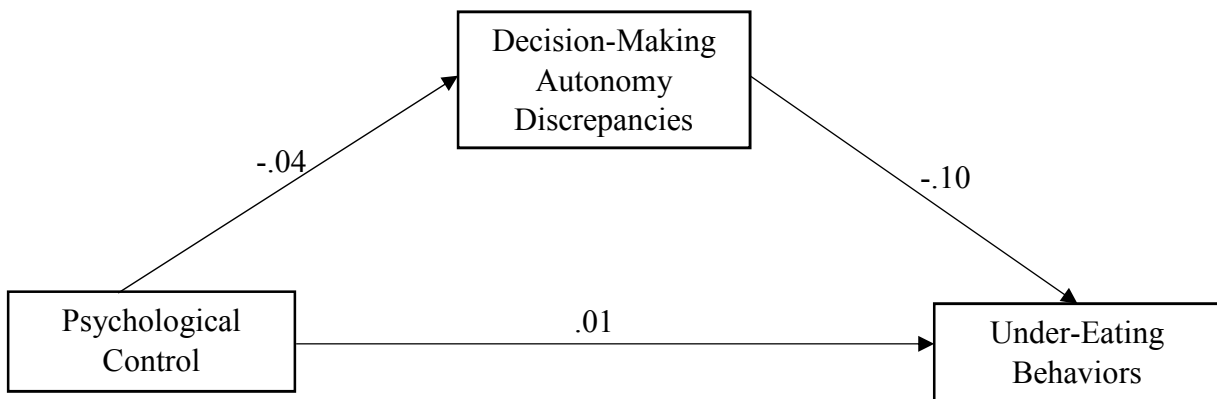 Decision-Making
Autonomy
Discrepancies
-.04
-.10
Psychological
Control
.01
Under-Eating
Behaviors